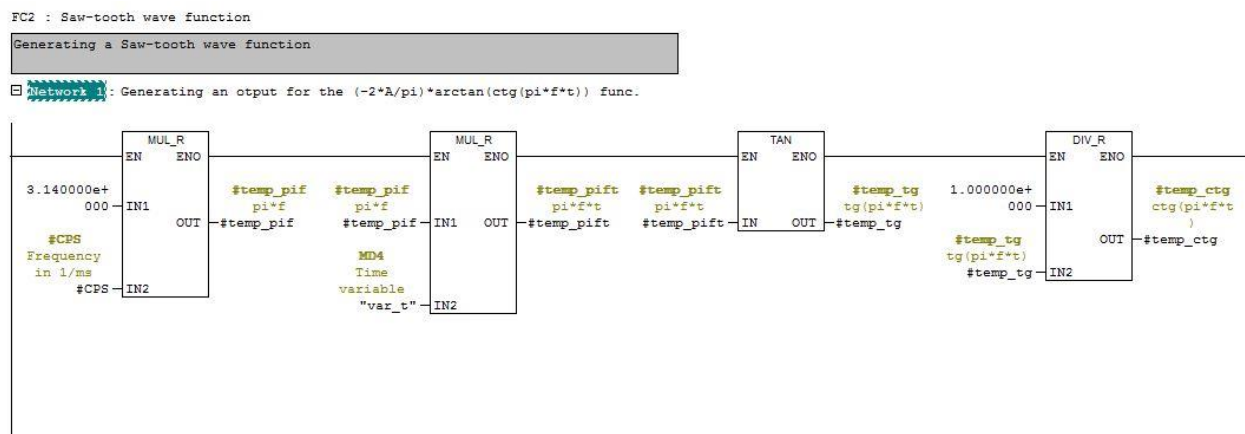 FC2 : Saw-tooth wave function
Generating a Saw-tooth wave function
Network 1: Generating an otput for the (-2*A/pi)*arctan(ctg(pi*f*t)) func.
MUL_R
EN ENO
3.140000e+
000 IN1
OUT
#CPS
Frequency
in 1/ms
#CPS IN2
#temp_pif
pi*f
#temp_pif
MUL_R
EN ENO
#temp_pif
pi*f
#temp_pif IN1
OUT
MD4
Time
variable
"var_t" IN2
#temp_pift
pi*f*t
#temp_pift
TAN
EN ENO
#temp_pift
pi*f*t
#temp_pift IN
OUT
#temp_tg
tg(pi*f*t)
#temp_tg
DIV_R
EN ENO
1.000000e+
000 IN1
OUT
#temp_tg
tg(pi*f*t)
#temp_tg IN2
#temp_ctg
ctg(pi*f*t
)
#temp_ctg